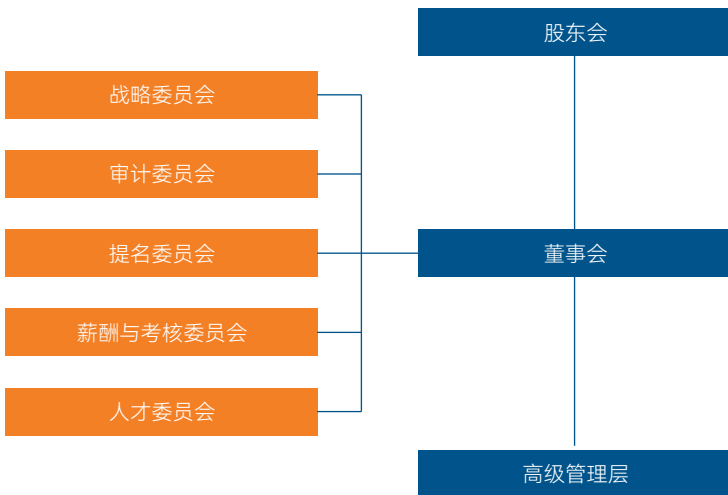 股东会
战略委员会
审计委员会
提名委员会
董事会
薪酬与考核委员会
人才委员会
高级管理层